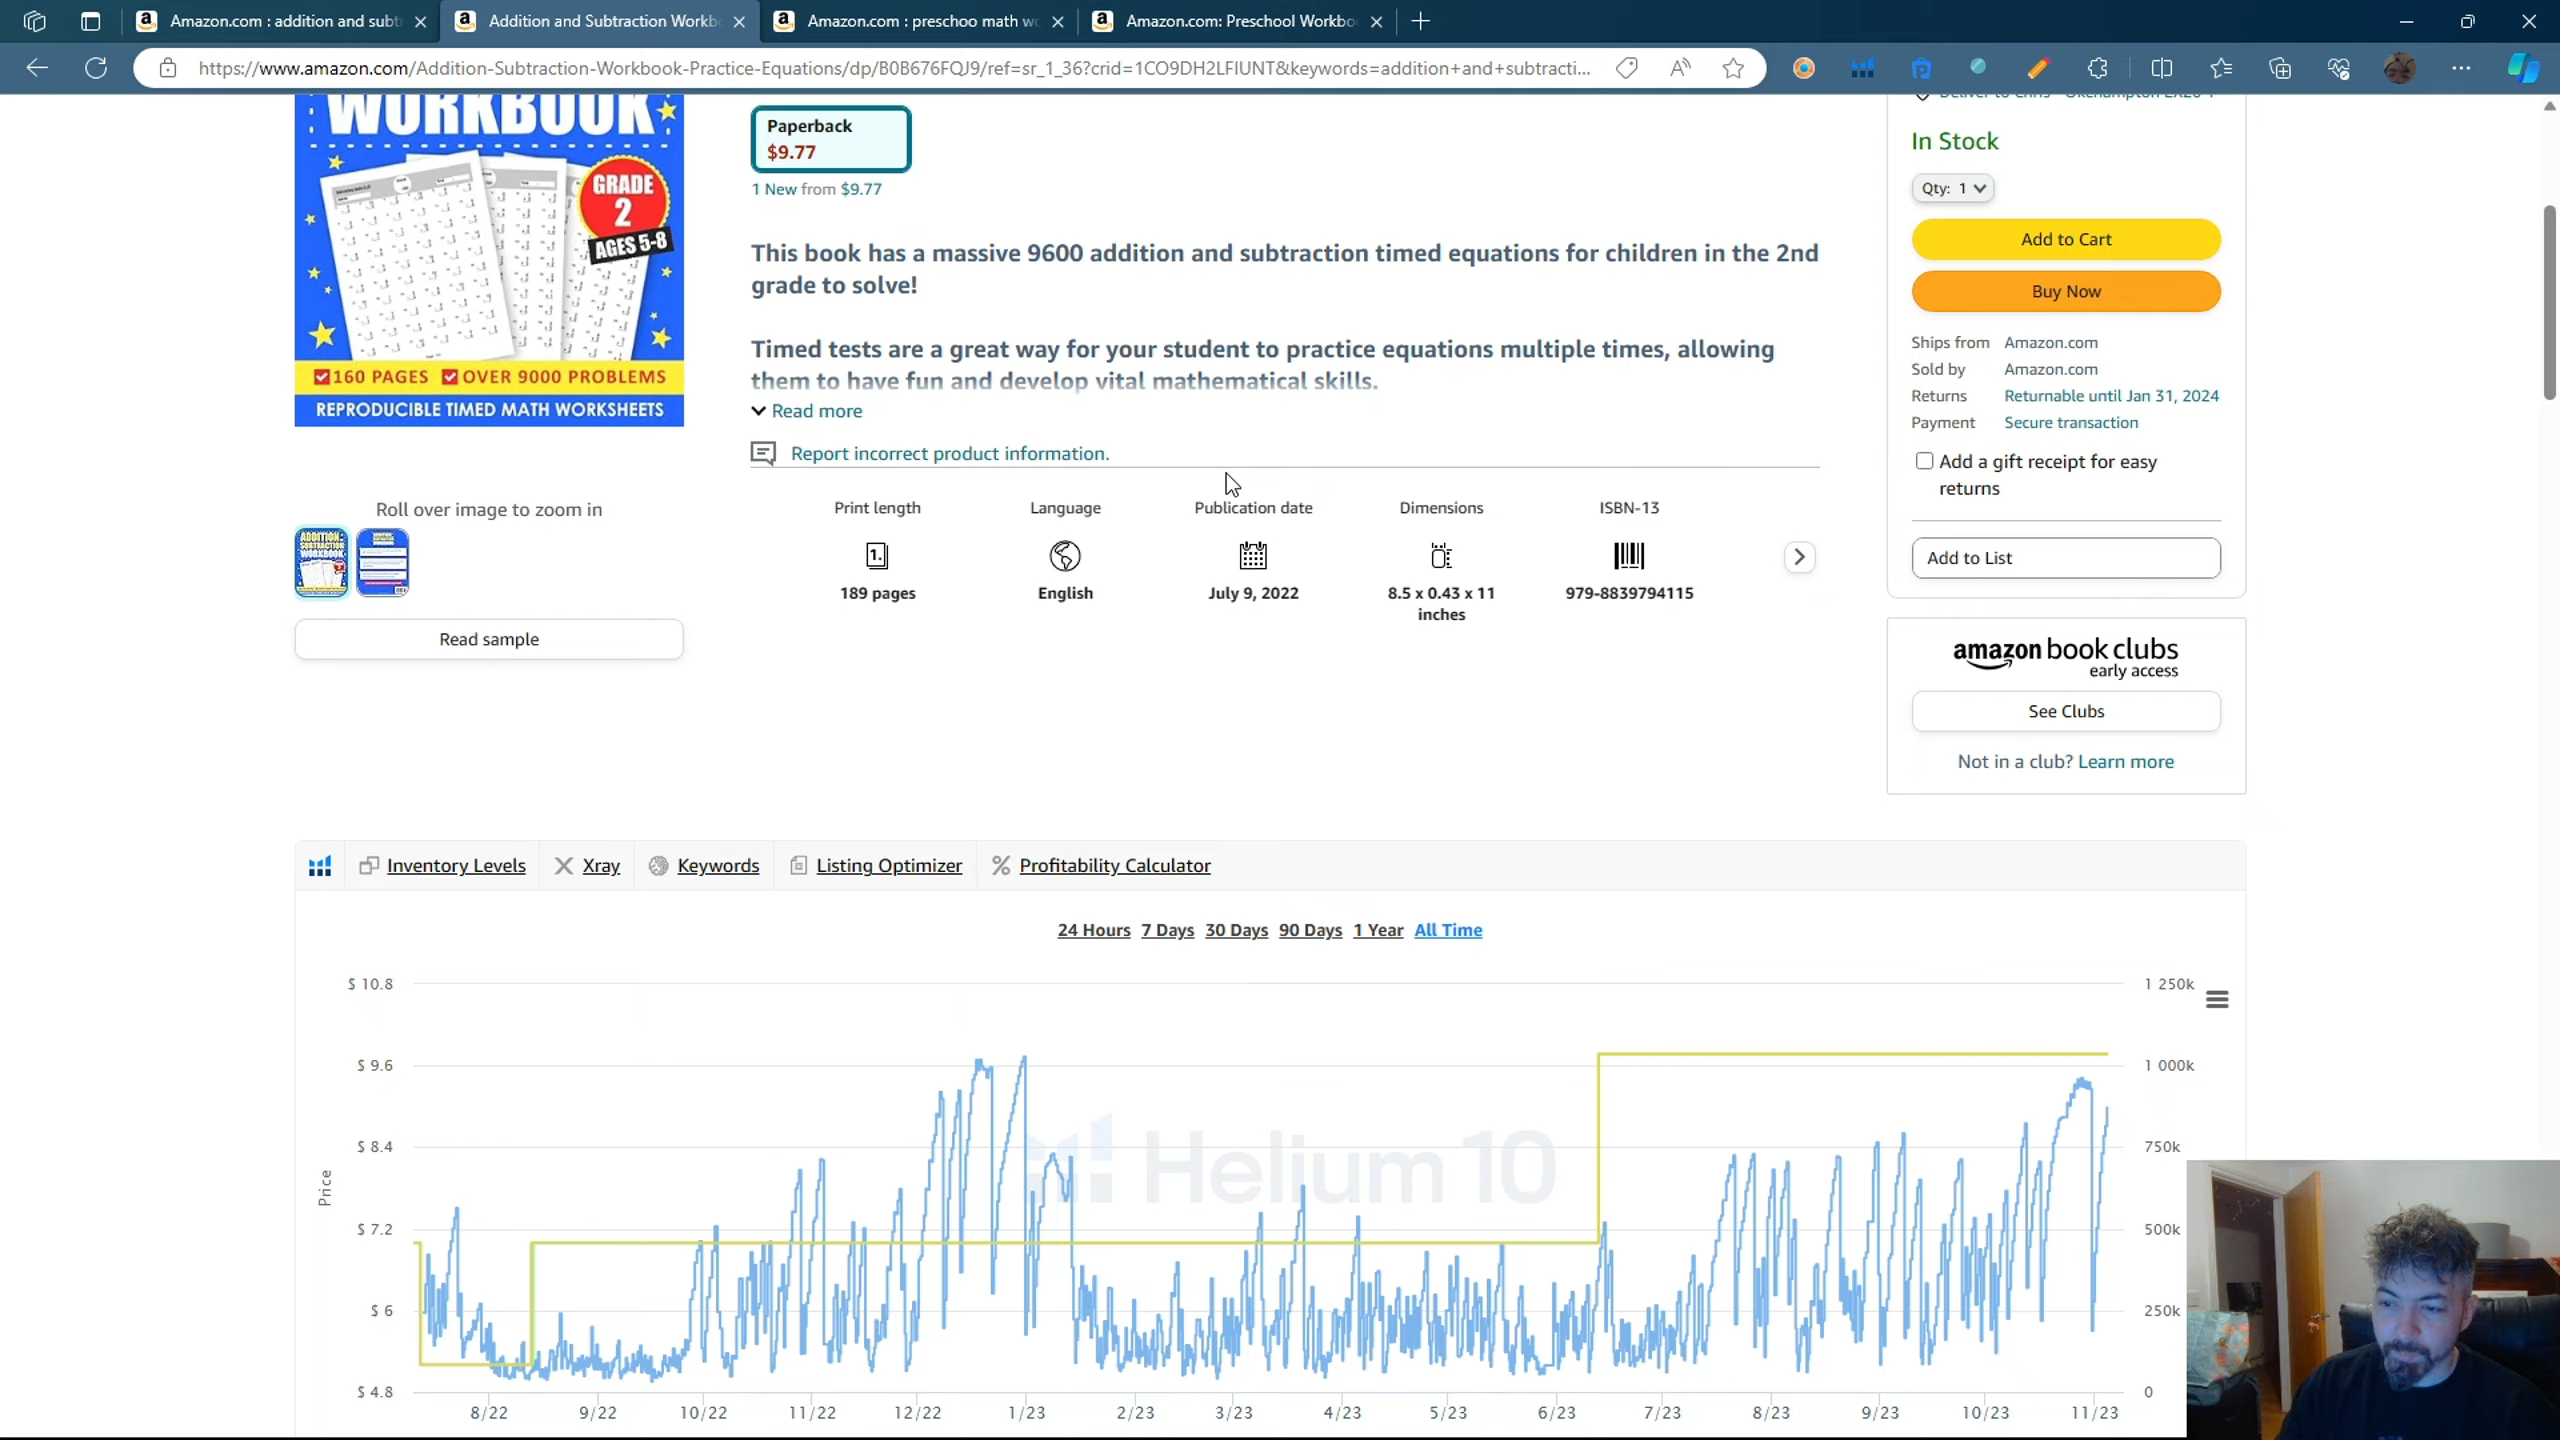 Amazon.com : addition and subt
Addition and Subtraction Workb
Amazon.com : preschoo math wo
Amazon.com: Preschool Workbo
https://www.amazon.com/Addition-Subtraction-Workbook-Practice-Equations/dp/B0B676FQJ9/ref=sr_1_36?crid=1CO9DH2LFIUNT&keywords=addition+and+subtracti...
WORKBOOK
GRADE
2
AGES 5-8
160 PAGES OVER 9000 PROBLEMS
REPRODUCIBLE TIMED MATH WORKSHEETS
Roll over image to zoom in
ADDITION
SUBTRACTION
WORKBOOK
Read sample
Paperback
$9.77
1 New from $9.77
This book has a massive 9600 addition and subtraction timed equations for children in the 2nd
grade to solve!
Timed tests are a great way for your student to practice equations multiple times, allowing
them to have fun and develop vital mathematical skills.
Read more
Report incorrect product information.
Print length Language Publication date Dimensions ISBN-13
189 pages English July 9, 2022 8.5 x 0.43 x 11 979-8839794115
inches
In Stock
Qty: 1
Add to Cart
Buy Now
Ships from Amazon.com
Sold by Amazon.com
Returns Returnable until Jan 31, 2024
Payment Secure transaction
Add a gift receipt for easy
returns
Add to List
amazon book clubs
early access
See Clubs
Not in a club? Learn more
Inventory Levels Xray Keywords Listing Optimizer Profitability Calculator
24 Hours 7 Days 30 Days 90 Days 1 Year All Time
$ 10.8 1 250k
$ 9.6 1 000k
$ 8.4 750k
$ 7.2 500k
$ 6 250k
$ 4.8 0
Price
Helium 10
8/22 9/22 10/22 11/22 12/22 1/23 2/23 3/23 4/23 5/23 6/23 7/23 8/23 9/23 10/23 11/23